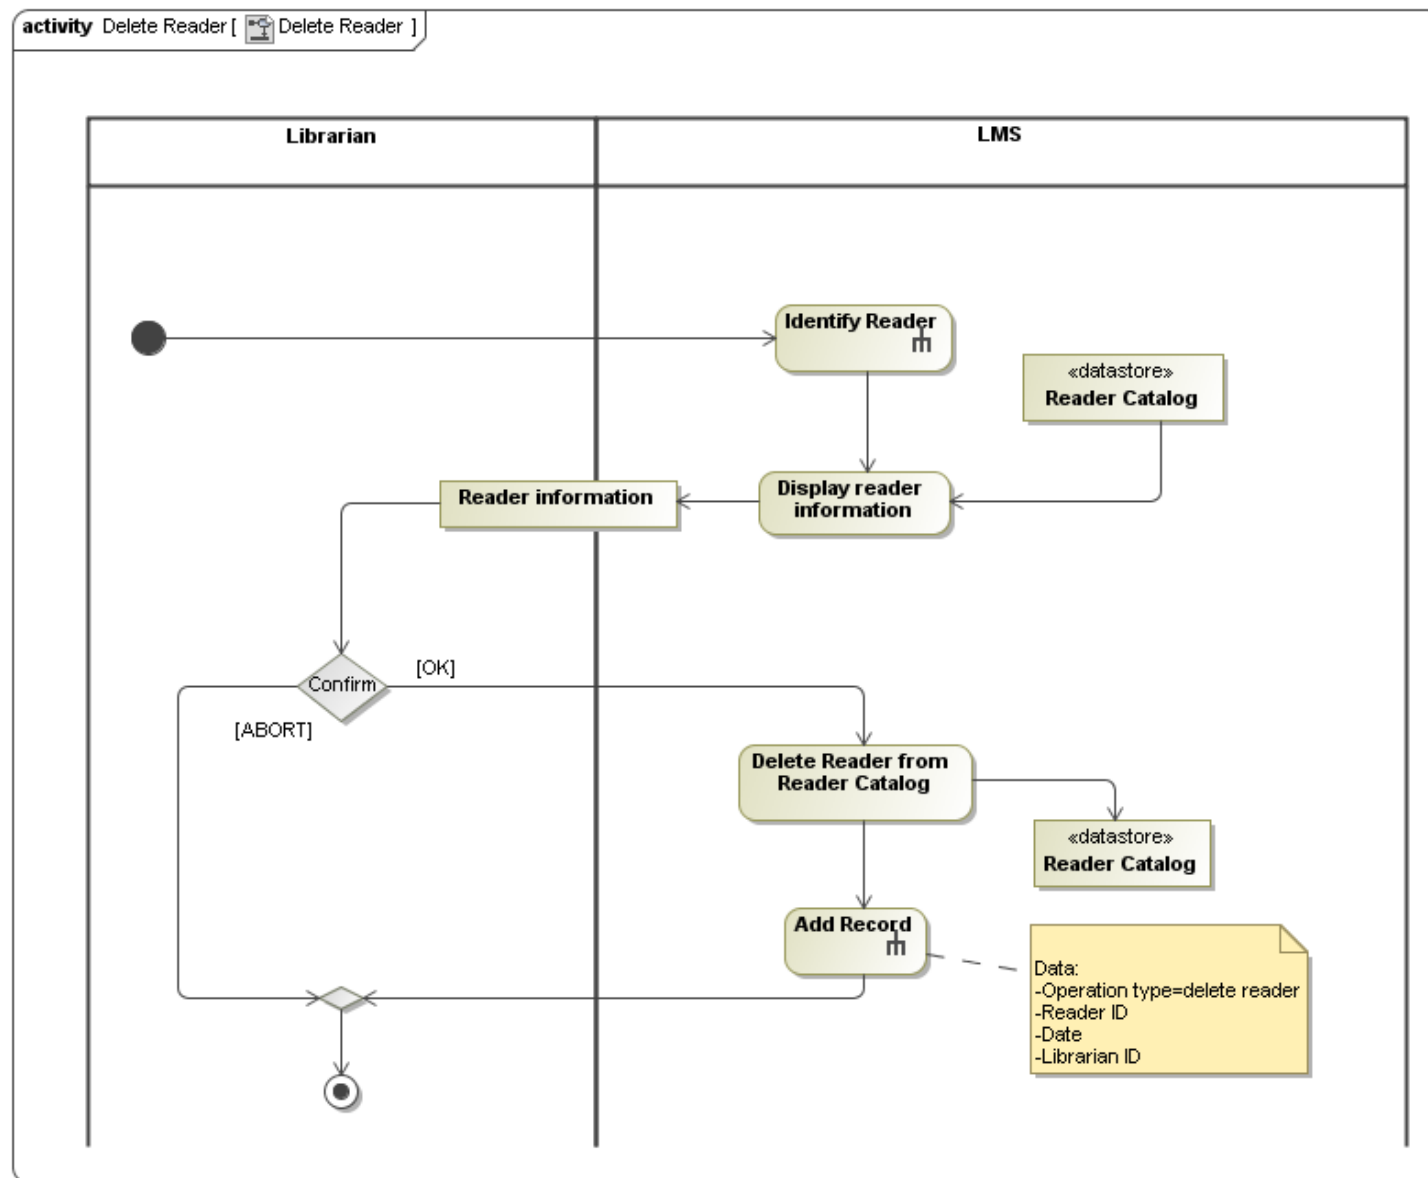 activity Delete Reader [ Delete Reader ]
Librarian
LMS
Identify Reader
«datastore»
Reader Catalog
Display reader
information
Reader information
Confirm
[OK]
[ABORT]
Delete Reader from
Reader Catalog
«datastore»
Reader Catalog
Add Record
Data:
-Operation type=delete reader
-Reader ID
-Date
-Librarian ID